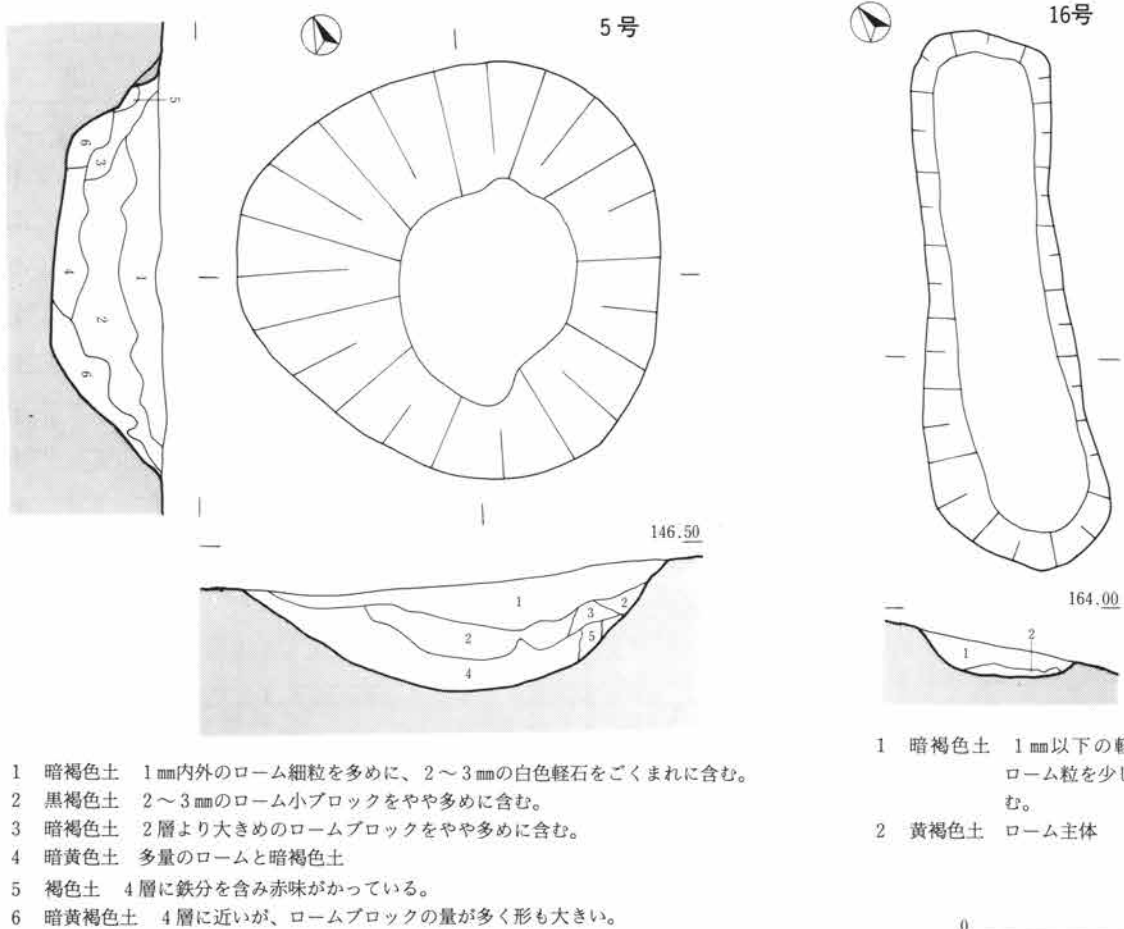 5号
16号
5
6
3
4
2
1
6
146.50
1
2
3
2
5
4
164.00
2
1
1 暗褐色土 1㎜内外のローム細粒を多めに、2～3㎜の白色軽石をごくまれに含む。
2 黒褐色土 2～3㎜のローム小ブロックをやや多めに含む。
3 暗褐色土 2層より大きめのロームブロックをやや多めに含む。
4 暗黄色土 多量のロームと暗褐色土
5 褐色土 4層に鉄分を含み赤味がかっている。
6 暗黄褐色土 4層に近いが、ロームブロックの量が多く形も大きい。
1 暗褐色土 1㎜以下の軽
ローム粒を少し
む。
2 黄褐色土 ローム主体
0